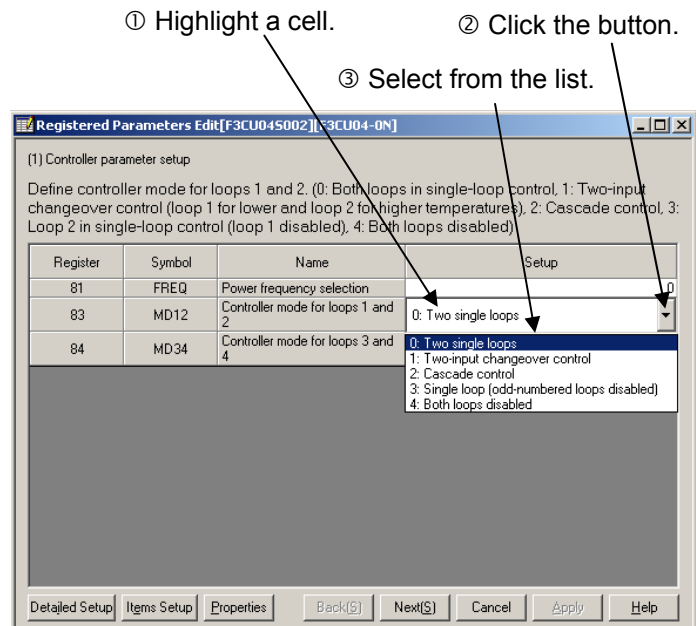 ① Highlight a cell.
② Click the button.
③ Select from the list.
Registered Parameters Edit[F3CU04S002][F3CU04-0N]
(1) Controller parameter setup
Define controller mode for loops 1 and 2. (0: Both loops in single-loop control, 1: Two-input
changeover control (loop 1 for lower and loop 2 for higher temperatures), 2: Cascade control, 3:
Loop 2 in single-loop control (loop 1 disabled), 4: Both loops disabled)
Register Symbol Name Setup
81 FREQ Power frequency selection 0
83 MD12 Controller mode for loops 1 and
2 0: Two single loops
84 MD34 Controller mode for loops 3 and
4
0: Two single loops
1: Two-input changeover control
2: Cascade control
3: Single loop (odd-numbered loops disabled)
4: Both loops disabled
Detailed Setup Items Setup Properties Back(S) Next(S) Cancel Apply Help